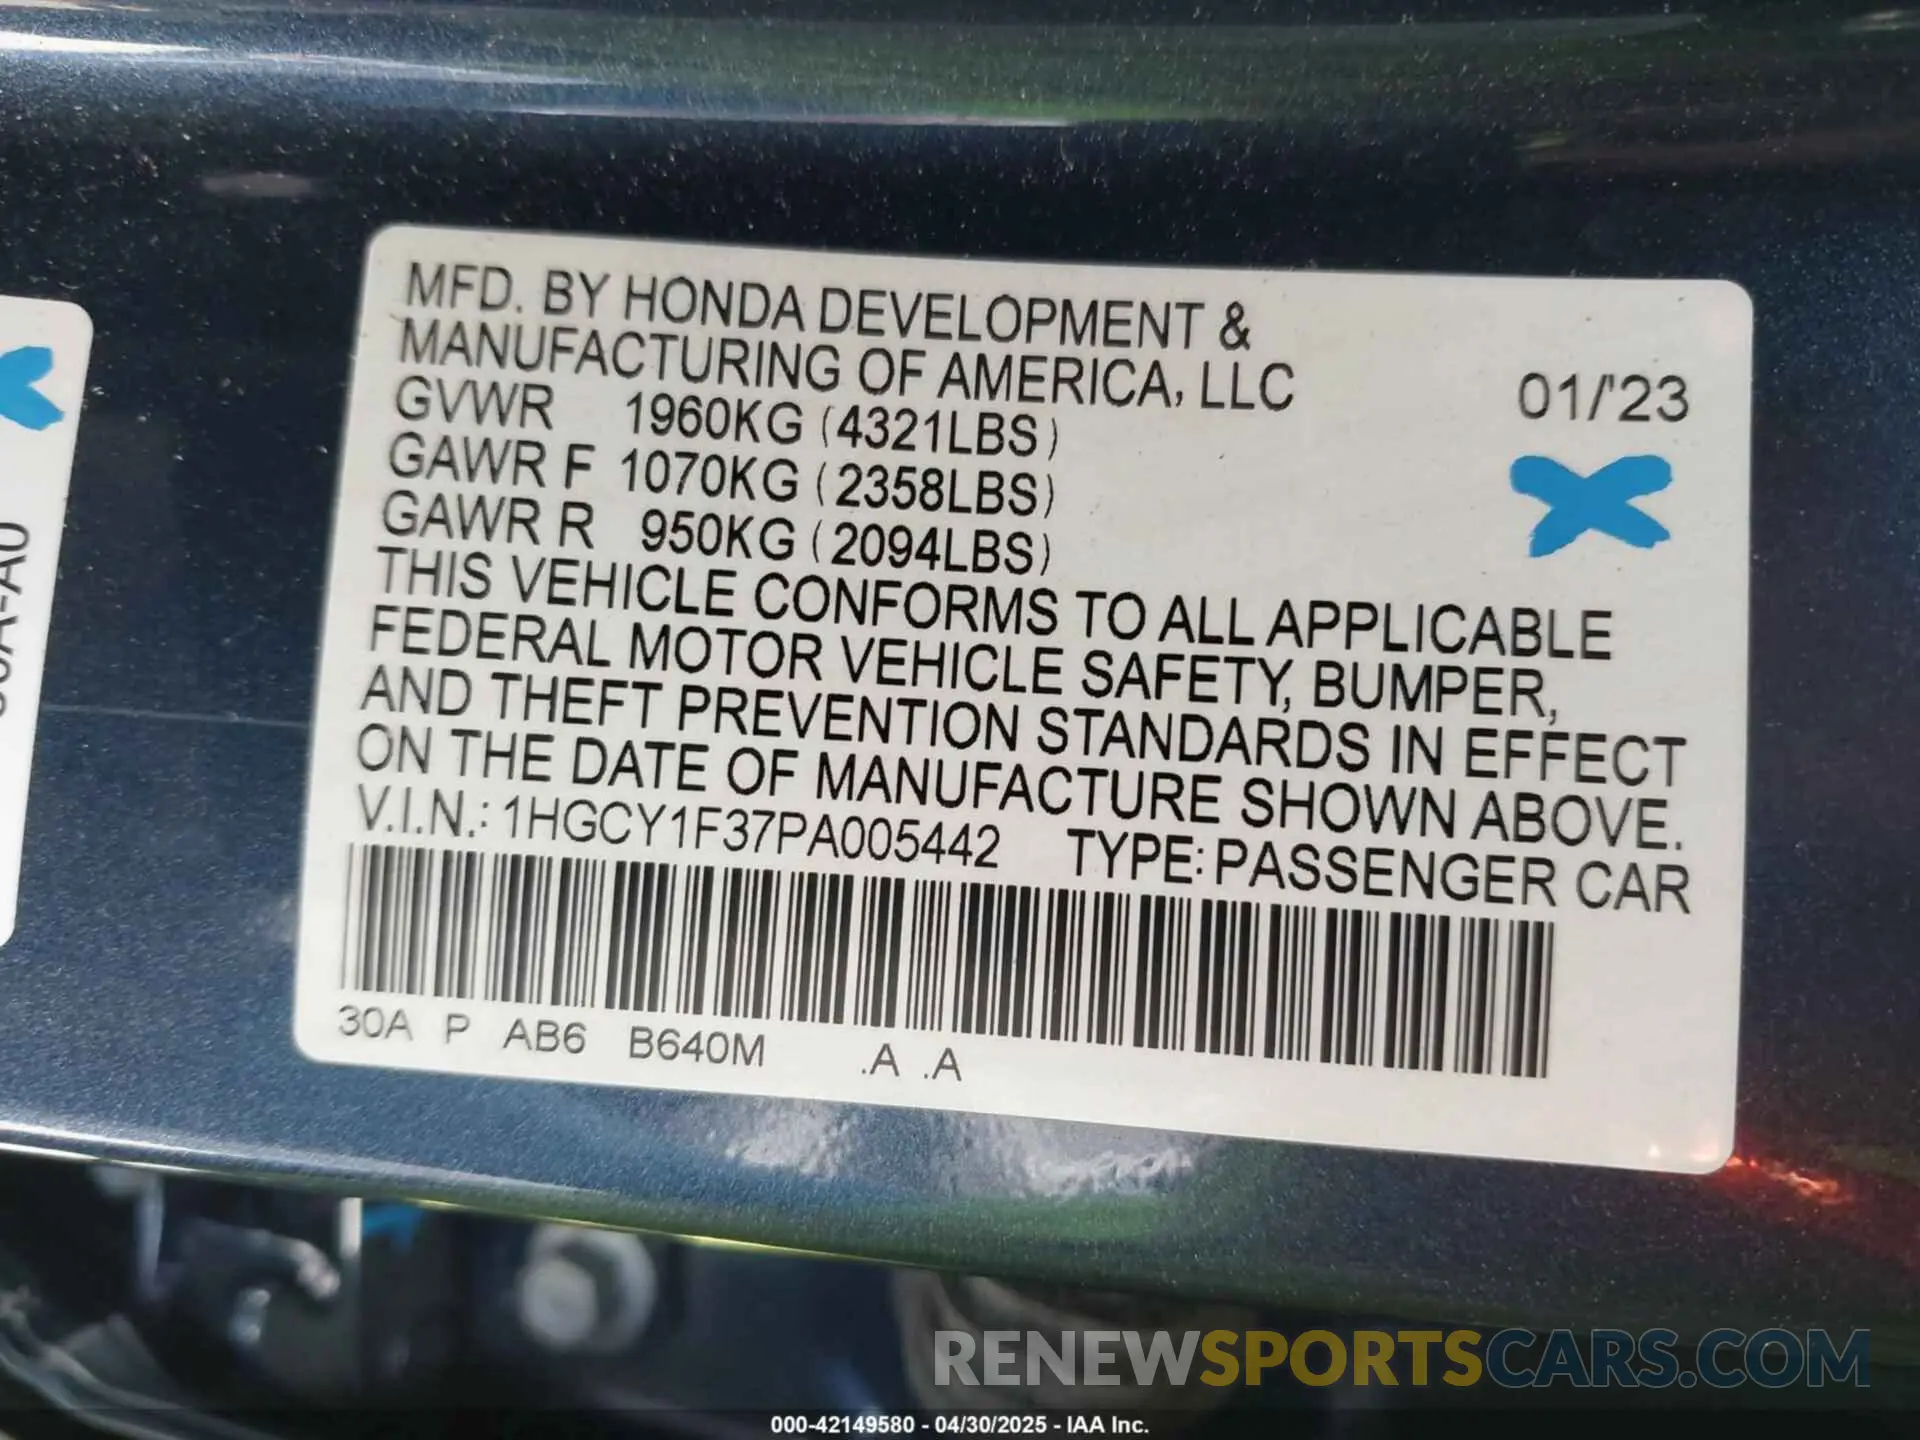 MFD. BY HONDA DEVELOPMENT &
MANUFACTURING OF AMERICA, LLC
01/'23
GVWR 1960KG (4321LBS)
GAWR F 1070KG (2358LBS)
GAWR R 950KG (2094LBS)
THIS VEHICLE CONFORMS TO ALL APPLICABLE
FEDERAL MOTOR VEHICLE SAFETY, BUMPER,
AND THEFT PREVENTION STANDARDS IN EFFECT
ON THE DATE OF MANUFACTURE SHOWN ABOVE.
V.I.N.: 1HGCY1F37PA005442 TYPE: PASSENGER CAR
30A P AB6 B640M .A .A
RENEWSPORTSCARS.COM
000-42149580 - 04/30/2025 - IAA Inc.